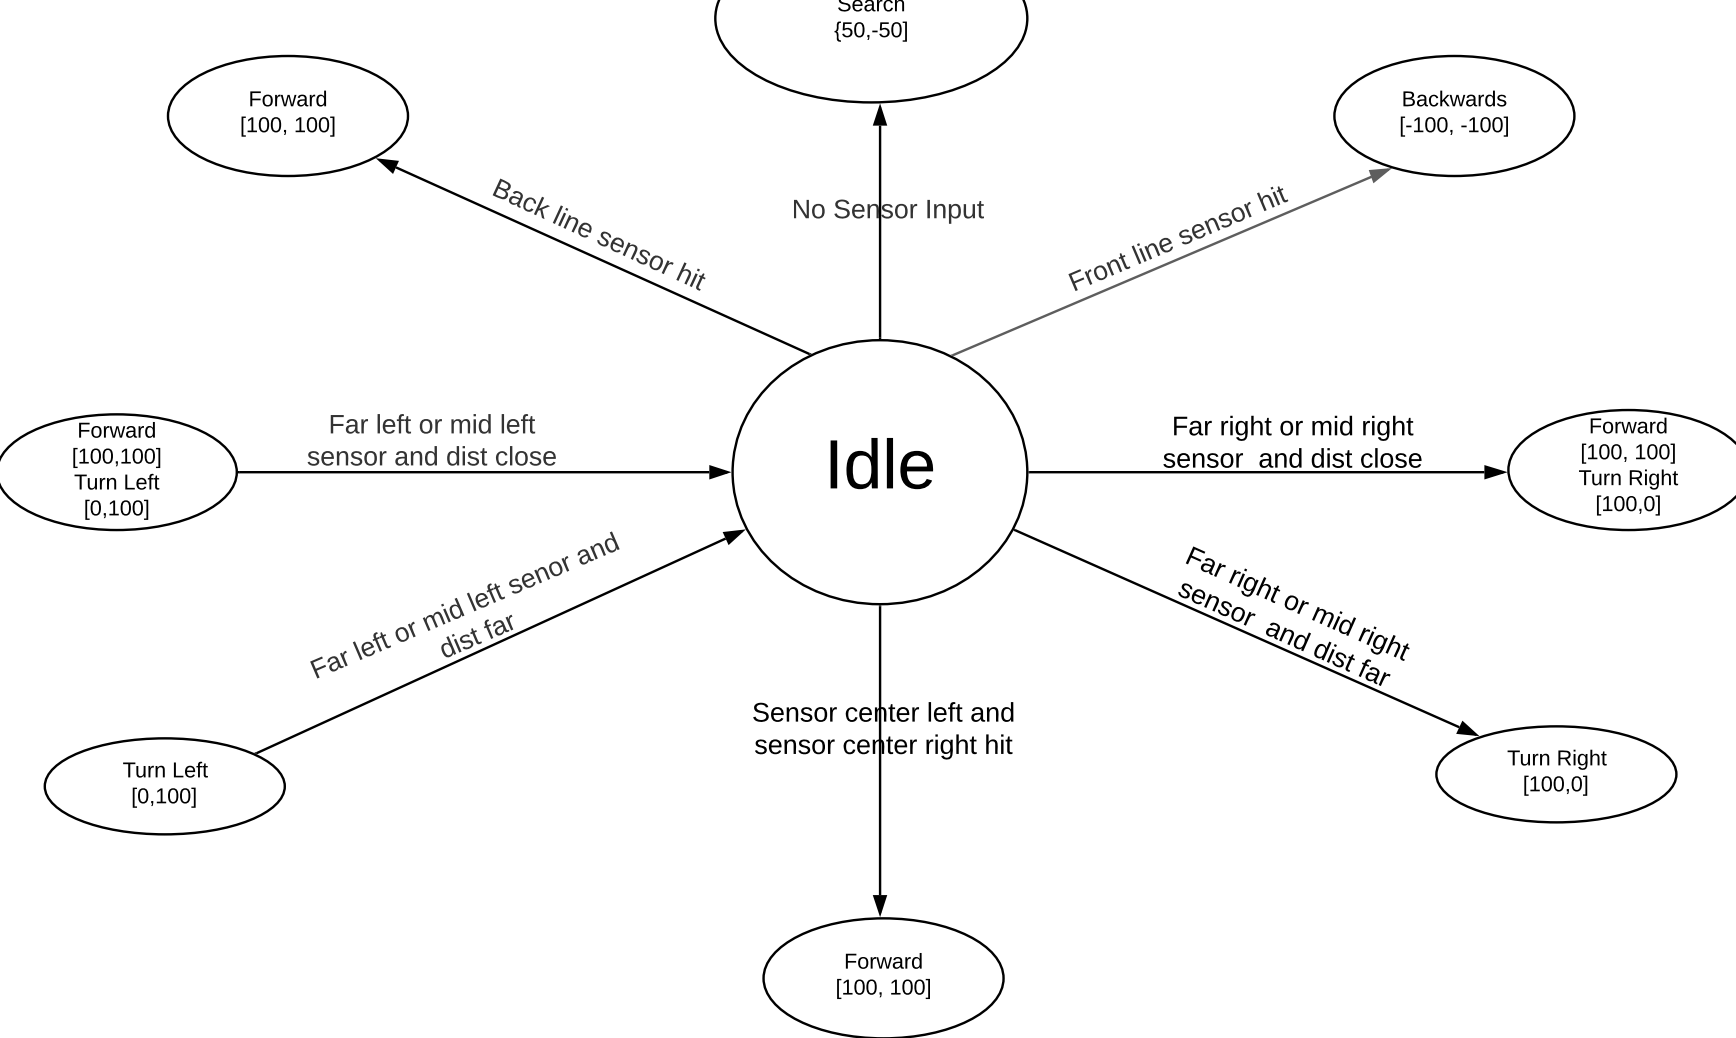 Search
{50,-50]
Forward
[100, 100]
Backwards
[-100, -100]
Back line sensor hit
No Sensor Input
Front line sensor hit
Forward
[100,100]
Turn Left
[0,100]
Far left or mid left
sensor and dist close
Idle
Far right or mid right
sensor  and dist close
Forward
[100, 100]
Turn Right
[100,0]
Far left or mid left senor and
dist far
Far right or mid right
sensor  and dist far
Sensor center left and
sensor center right hit
Turn Left
[0,100]
Turn Right
[100,0]
Forward
[100, 100]